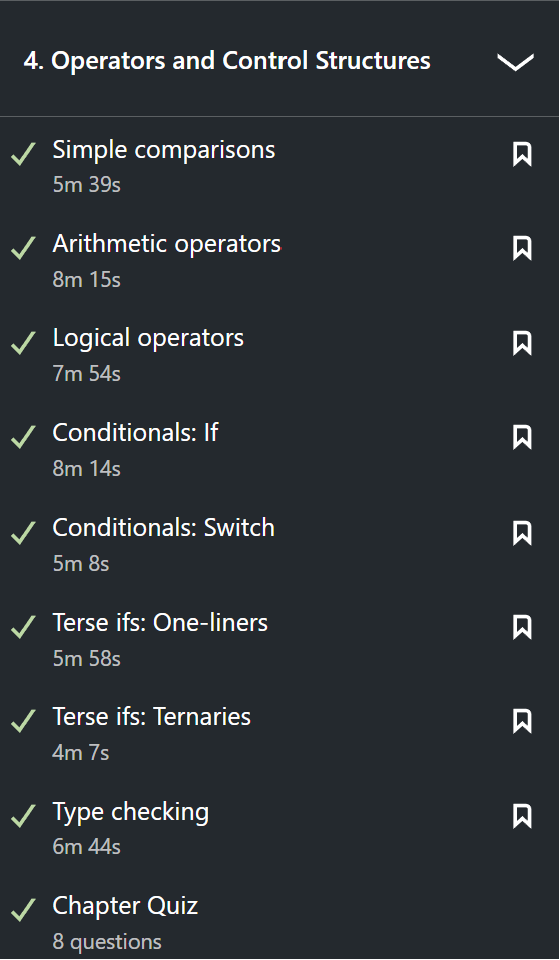 4. Operators and Control Structures
Simple comparisons
5m 39s
Arithmetic operators
8m 15s
Logical operators
7m 54s
Conditionals: If
8m 14s
Conditionals: Switch
5m 8s
Terse ifs: One-liners
5m 58s
Terse ifs: Ternaries
4m 7s
Type checking
6m 44s
Chapter Quiz
8 questions